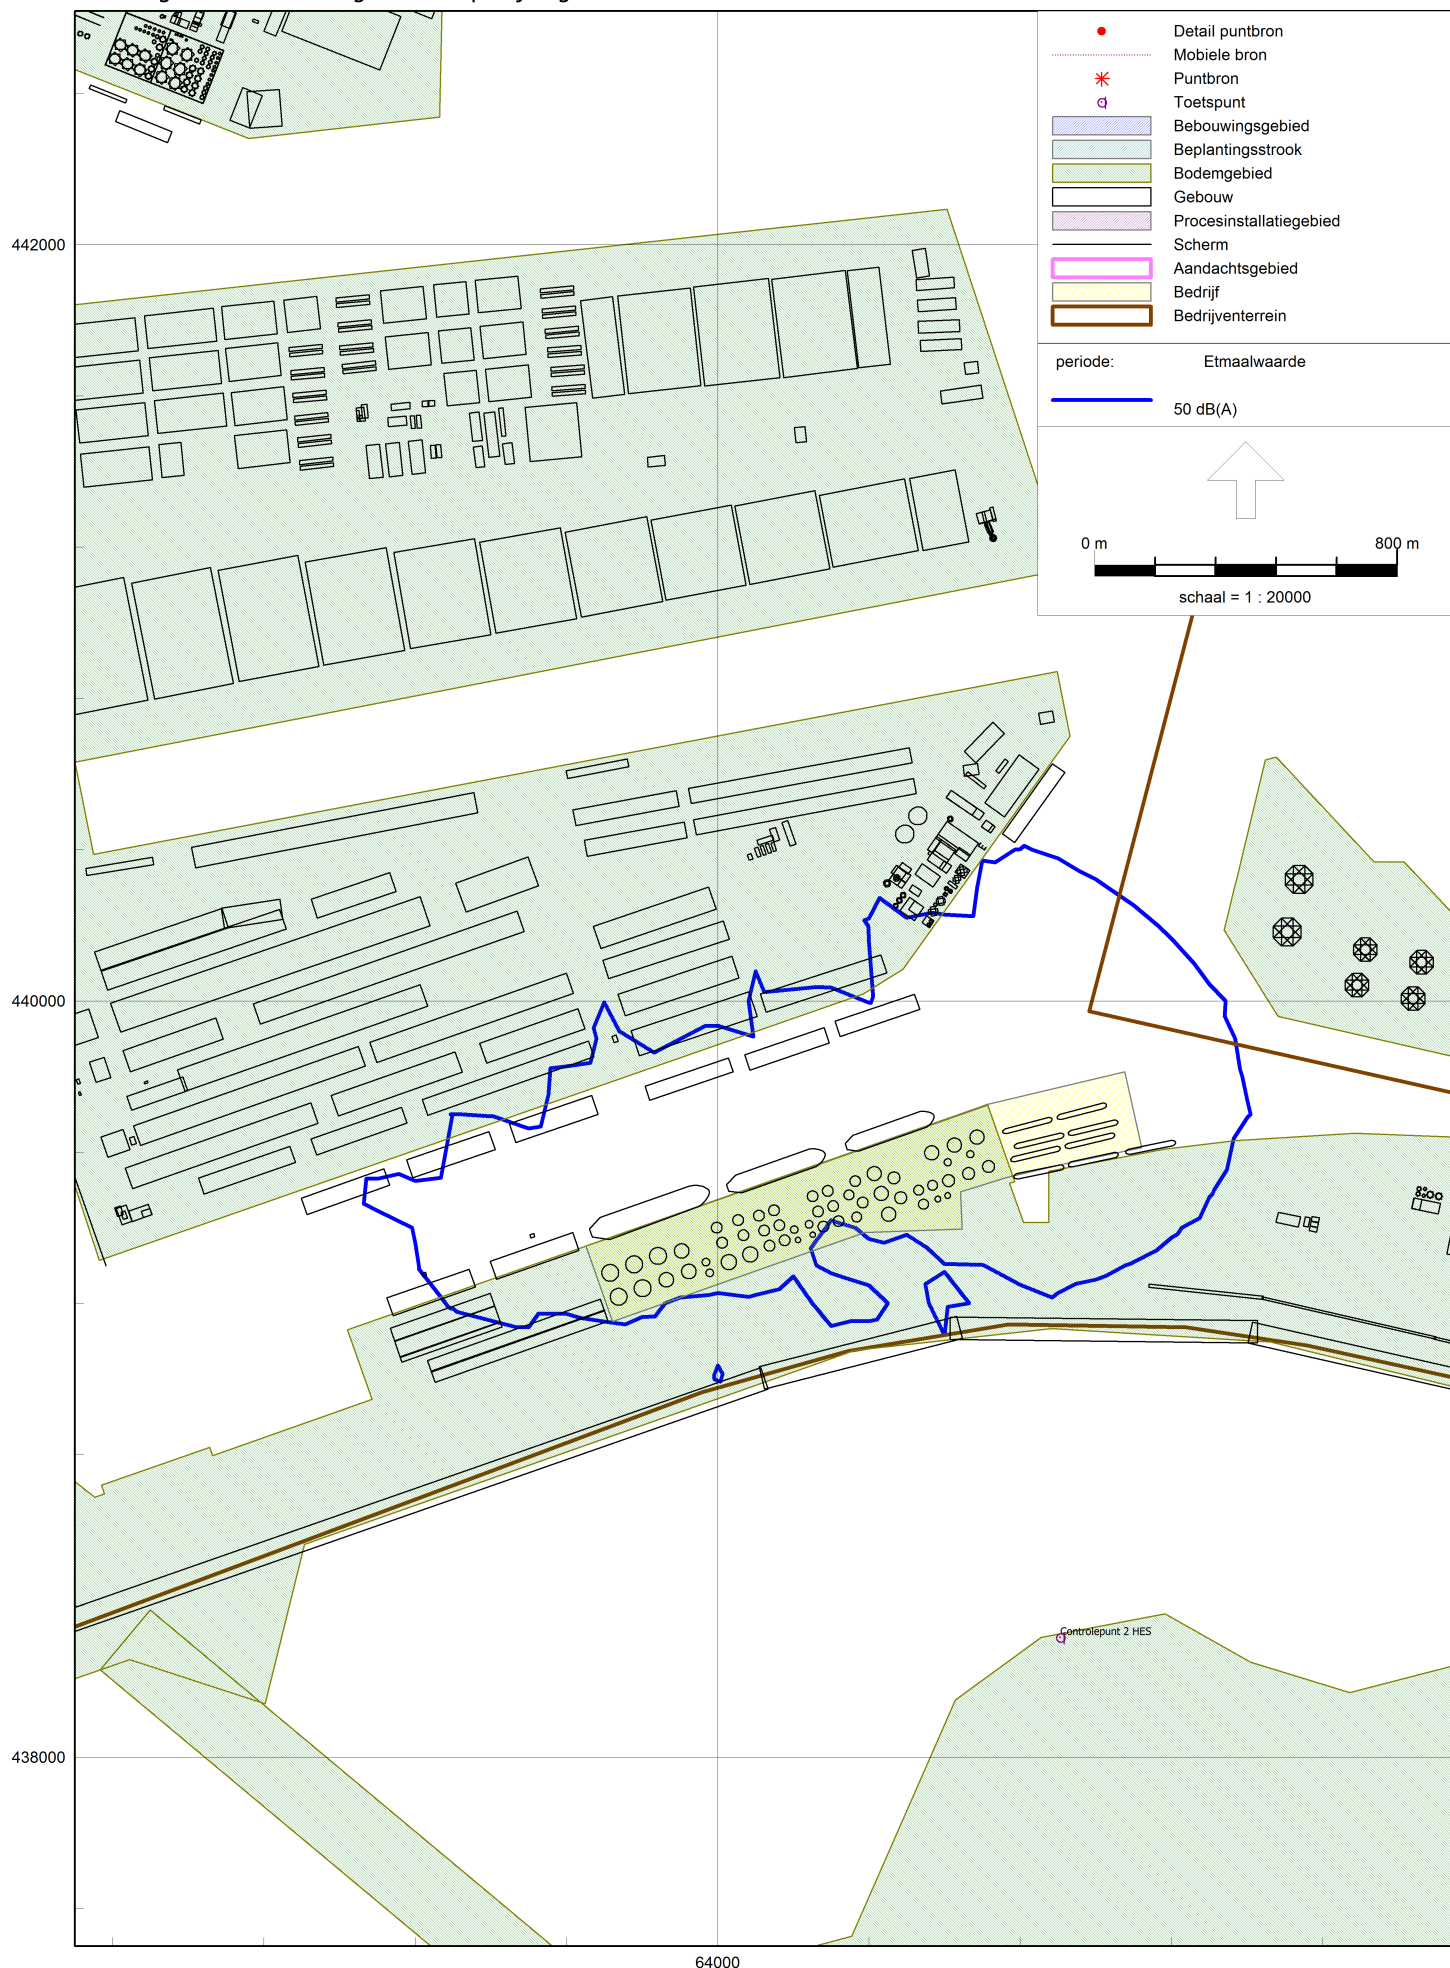 Detail puntbron
Mobiele bron
Puntbron
Toetspunt
Bebouwingsgebied
Beplantingsstrook
Bodemgebied
Gebouw
Procesinstallatiegebied
Scherm
Aandachtsgebied
Bedrijf
Bedrijventerrein
periode: Etmaalwaarde
50 dB(A)
0 m 800 m
schaal = 1 : 20000
442000
440000
Controlepunt 2 HES
438000
64000